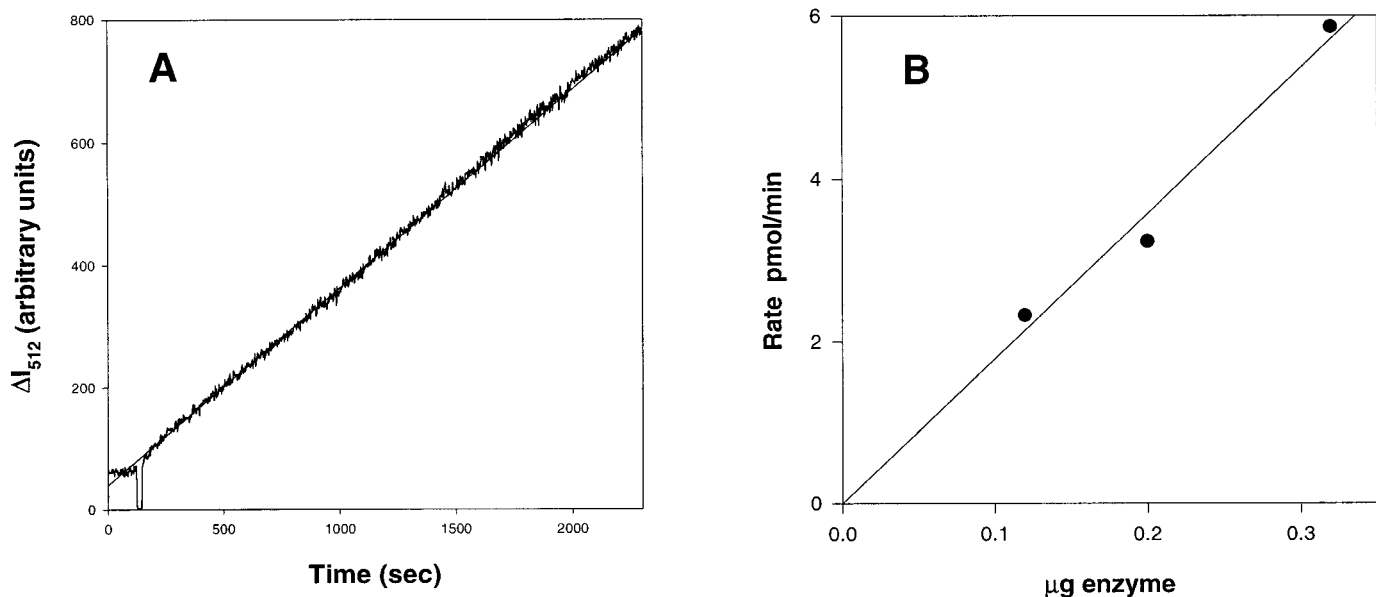 A
ΔI512 (arbitrary units)
800
600
400
200
0
0 500 1000 1500 2000
Time (sec)
B
Rate pmol/min
6
4
2
0
0.0 0.1 0.2 0.3
μg enzyme